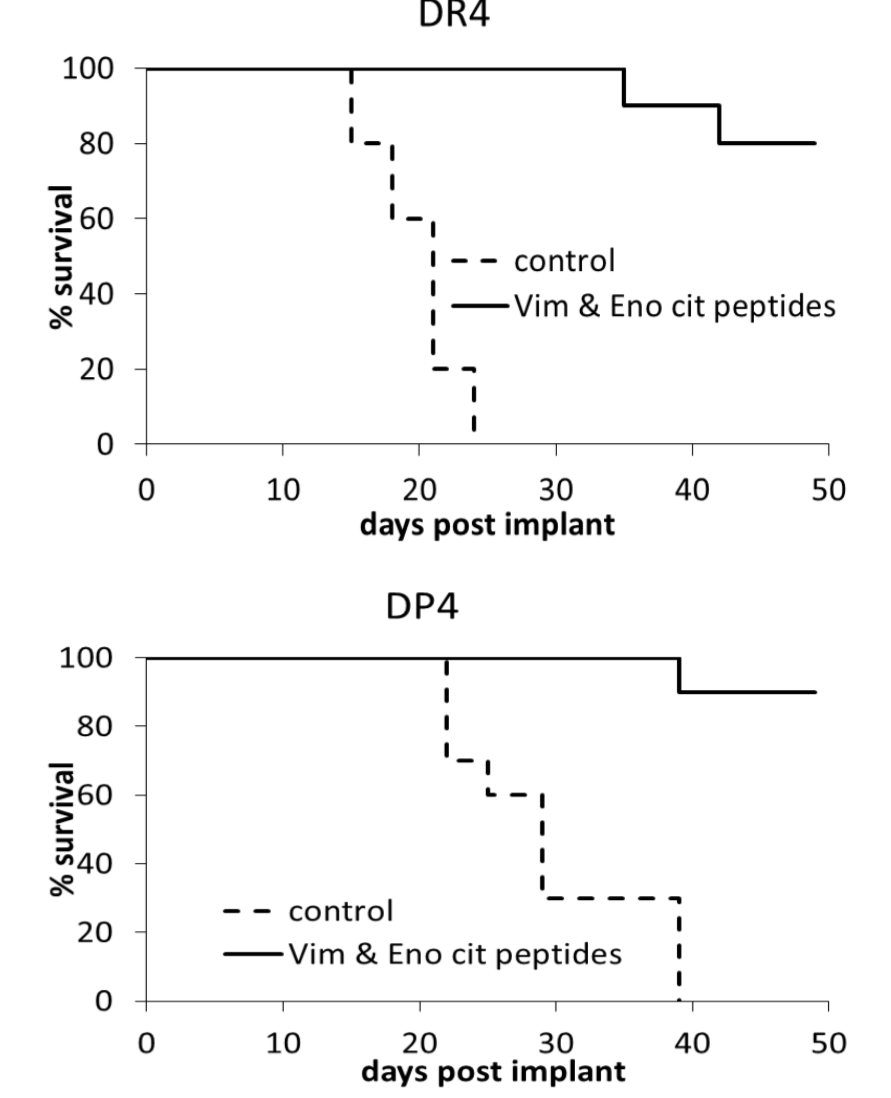 DR4
100
80
60
40
20
0
% survival
control
Vim & Eno cit peptides
0 10 20 30 40 50
days post implant
DP4
100
80
60
40
20
0
% survival
control
Vim & Eno cit peptides
0 10 20 30 40 50
days post implant